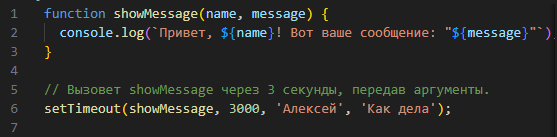 1 function showMessage(name, message) {
2 console.log(`Привет, ${name}! Вот ваше сообщение: "${message}"`)
3 }
4
5 // Вызовет showMessage через 3 секунды, передав аргументы.
6 setTimeout(showMessage, 3000, 'Алексей', 'Как дела');
7